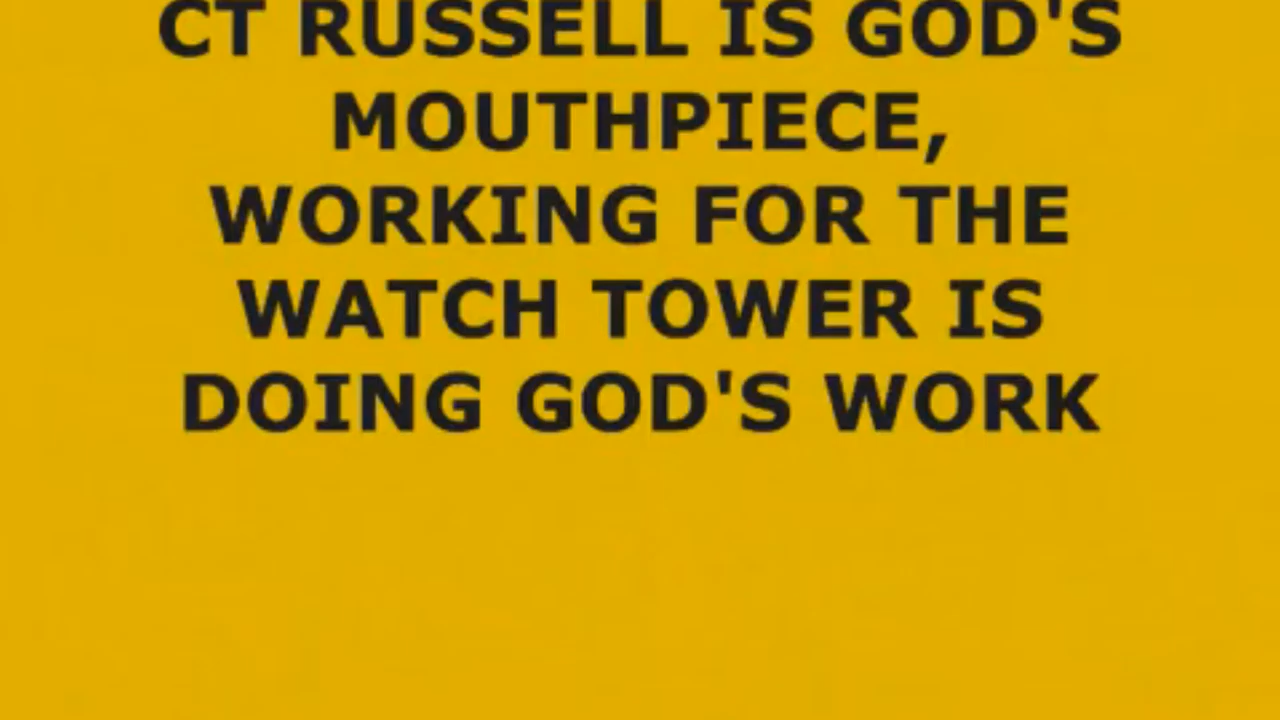 CT RUSSELL IS GOD'S
MOUTHPIECE,
WORKING FOR THE
WATCH TOWER IS
DOING GOD'S WORK